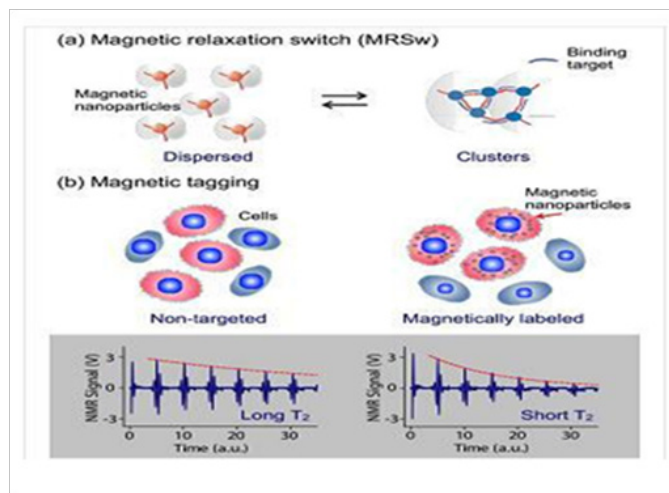 (a) Magnetic relaxation switch (MRSw)
Binding
target
Magnetic
nanoparticles
Dispersed
Clusters
(b) Magnetic tagging
Magnetic
nanoparticles
Cells
Non-targeted
Magnetically labeled
NMR Signal (V)
3
0
-3
Long T₂
0 10 20 30
Time (a.u.)
NMR Signal (V)
3
0
-3
Short T₂
0 10 20 30
Time (a.u.)